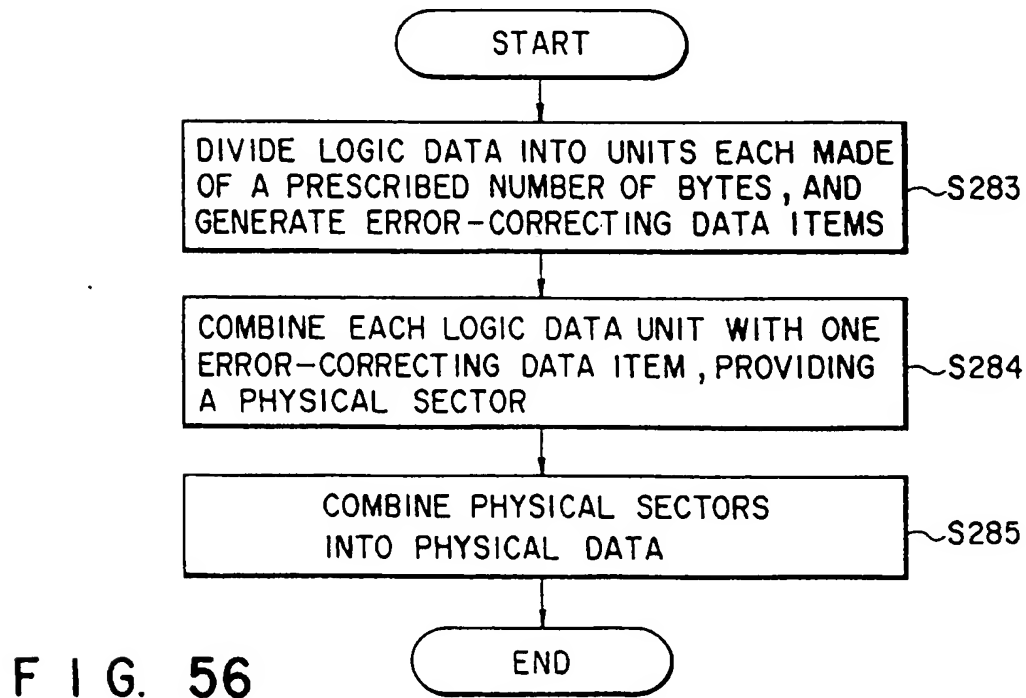 START
DIVIDE LOGIC DATA INTO UNITS EACH MADE
OF A PRESCRIBED NUMBER OF BYTES, AND
GENERATE ERROR-CORRECTING DATA ITEMS
S283
COMBINE EACH LOGIC DATA UNIT WITH ONE
ERROR-CORRECTING DATA ITEM, PROVIDING
A PHYSICAL SECTOR
S284
COMBINE PHYSICAL SECTORS
INTO PHYSICAL DATA
S285
END
FIG. 56